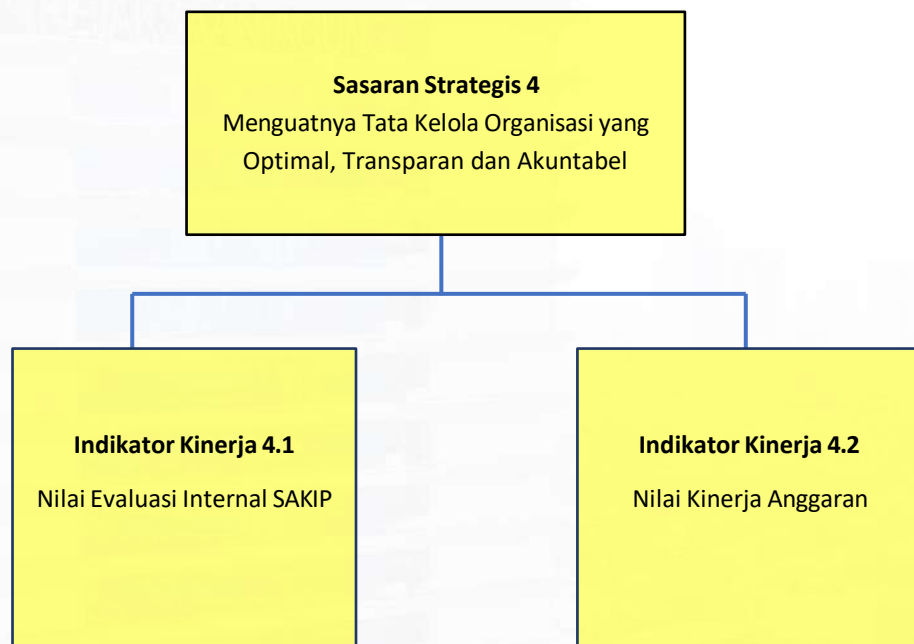 Sasaran Strategis 4
Menguatnya Tata Kelola Organisasi yang
Optimal, Transparan dan Akuntabel
Indikator Kinerja 4.1
Nilai Evaluasi Internal SAKIP
Indikator Kinerja 4.2
Nilai Kinerja Anggaran